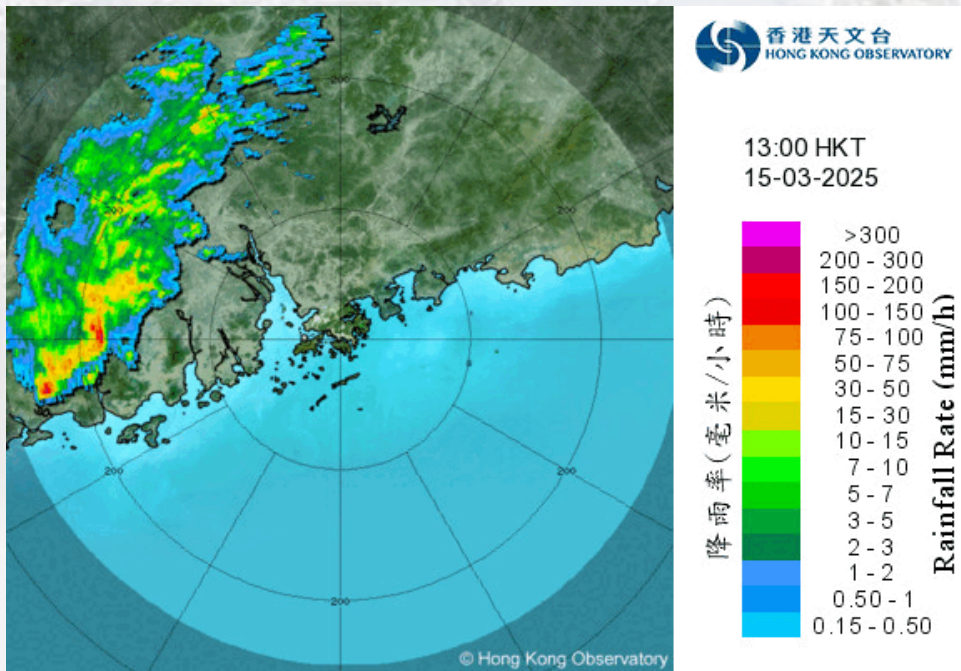 香港天文台
HONG KONG OBSERVATORY
13:00 HKT
15-03-2025
>300
200 - 300
150 - 200
100 - 150
75 - 100
50 - 75
30 - 50
15 - 30
10 - 15
7 - 10
5 - 7
3 - 5
2 - 3
1 - 2
0.50 - 1
0.15 - 0.50
降雨率(毫米/小時)
Rainfall Rate (mm/h)
200
200
200
200
200
200
© Hong Kong Observatory